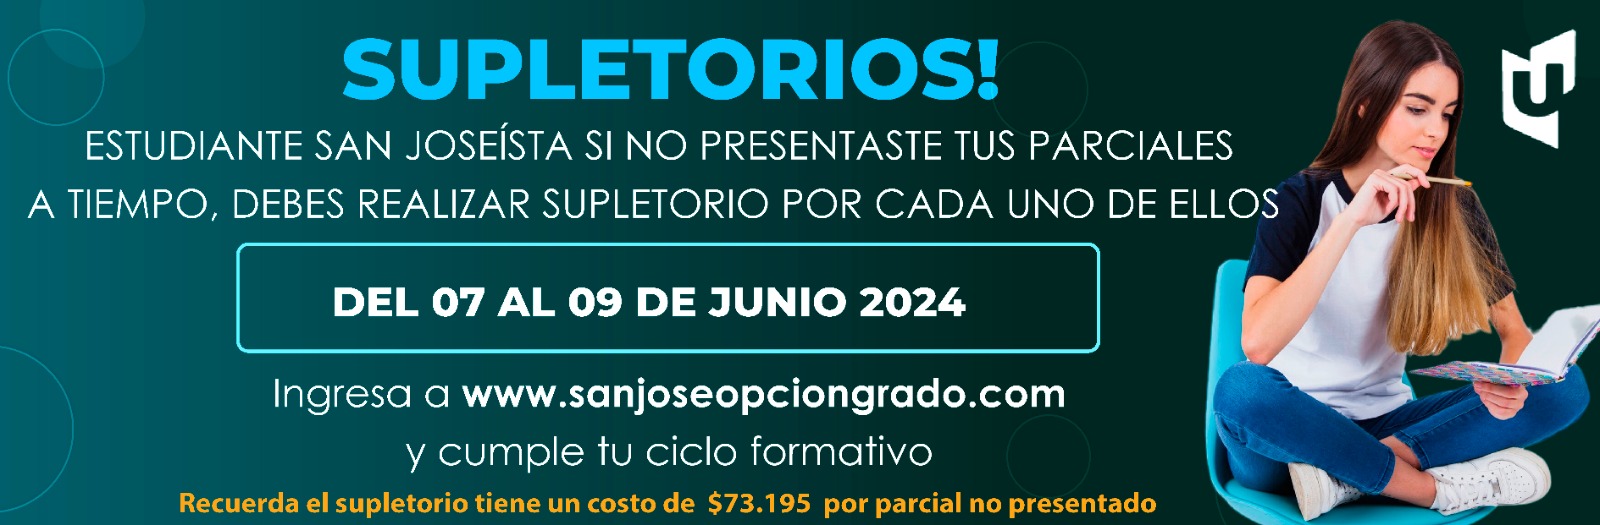 SUPLETORIOS!
ESTUDIANTE SAN JOSEÍSTA SI NO PRESENTASTE TUS PARCIALES
A TIEMPO, DEBES REALIZAR SUPLETORIO POR CADA UNO DE ELLOS
DEL 07 AL 09 DE JUNIO 2024
Ingresa a www.sanjoseopciongrado.com
y cumple tu ciclo formativo
Recuerda el supletorio tiene un costo de $73.195 por parcial no presentado